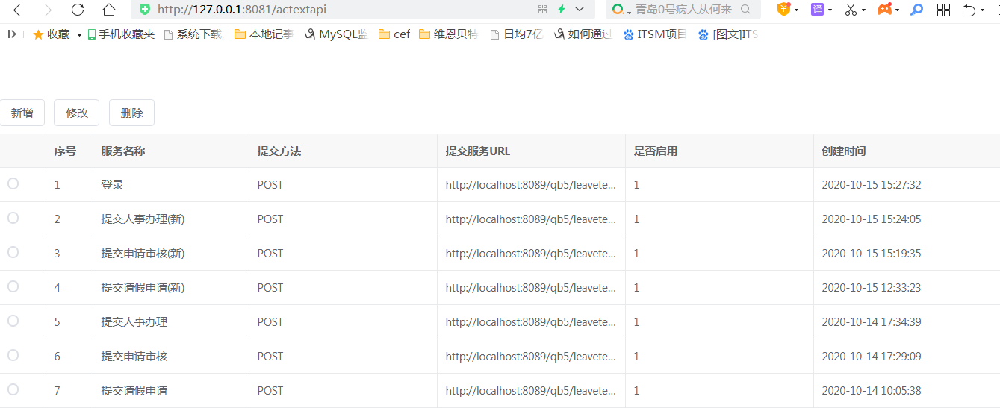 http://127.0.0.1:8081/actextapi 青岛0号病人从何来 译
收藏 手机收藏夹 系统下载 本地记事 MySQL监 cef 维恩贝特 日均7亿 如何通过 ITSM项目 [图文]ITS
新增 修改 删除
序号 服务名称 提交方法 提交服务URL 是否启用 创建时间
1 登录 POST http://localhost:8089/qb5/leavete... 1 2020-10-15 15:27:32
2 提交人事办理(新) POST http://localhost:8089/qb5/leavete... 1 2020-10-15 15:24:05
3 提交申请审核(新) POST http://localhost:8089/qb5/leavete... 1 2020-10-15 15:19:35
4 提交请假申请(新) POST http://localhost:8089/qb5/leavete... 1 2020-10-15 12:33:23
5 提交人事办理 POST http://localhost:8089/qb5/leavete... 1 2020-10-14 17:34:39
6 提交申请审核 POST http://localhost:8089/qb5/leavete... 1 2020-10-14 17:29:09
7 提交请假申请 POST http://localhost:8089/qb5/leavete... 1 2020-10-14 10:05:38